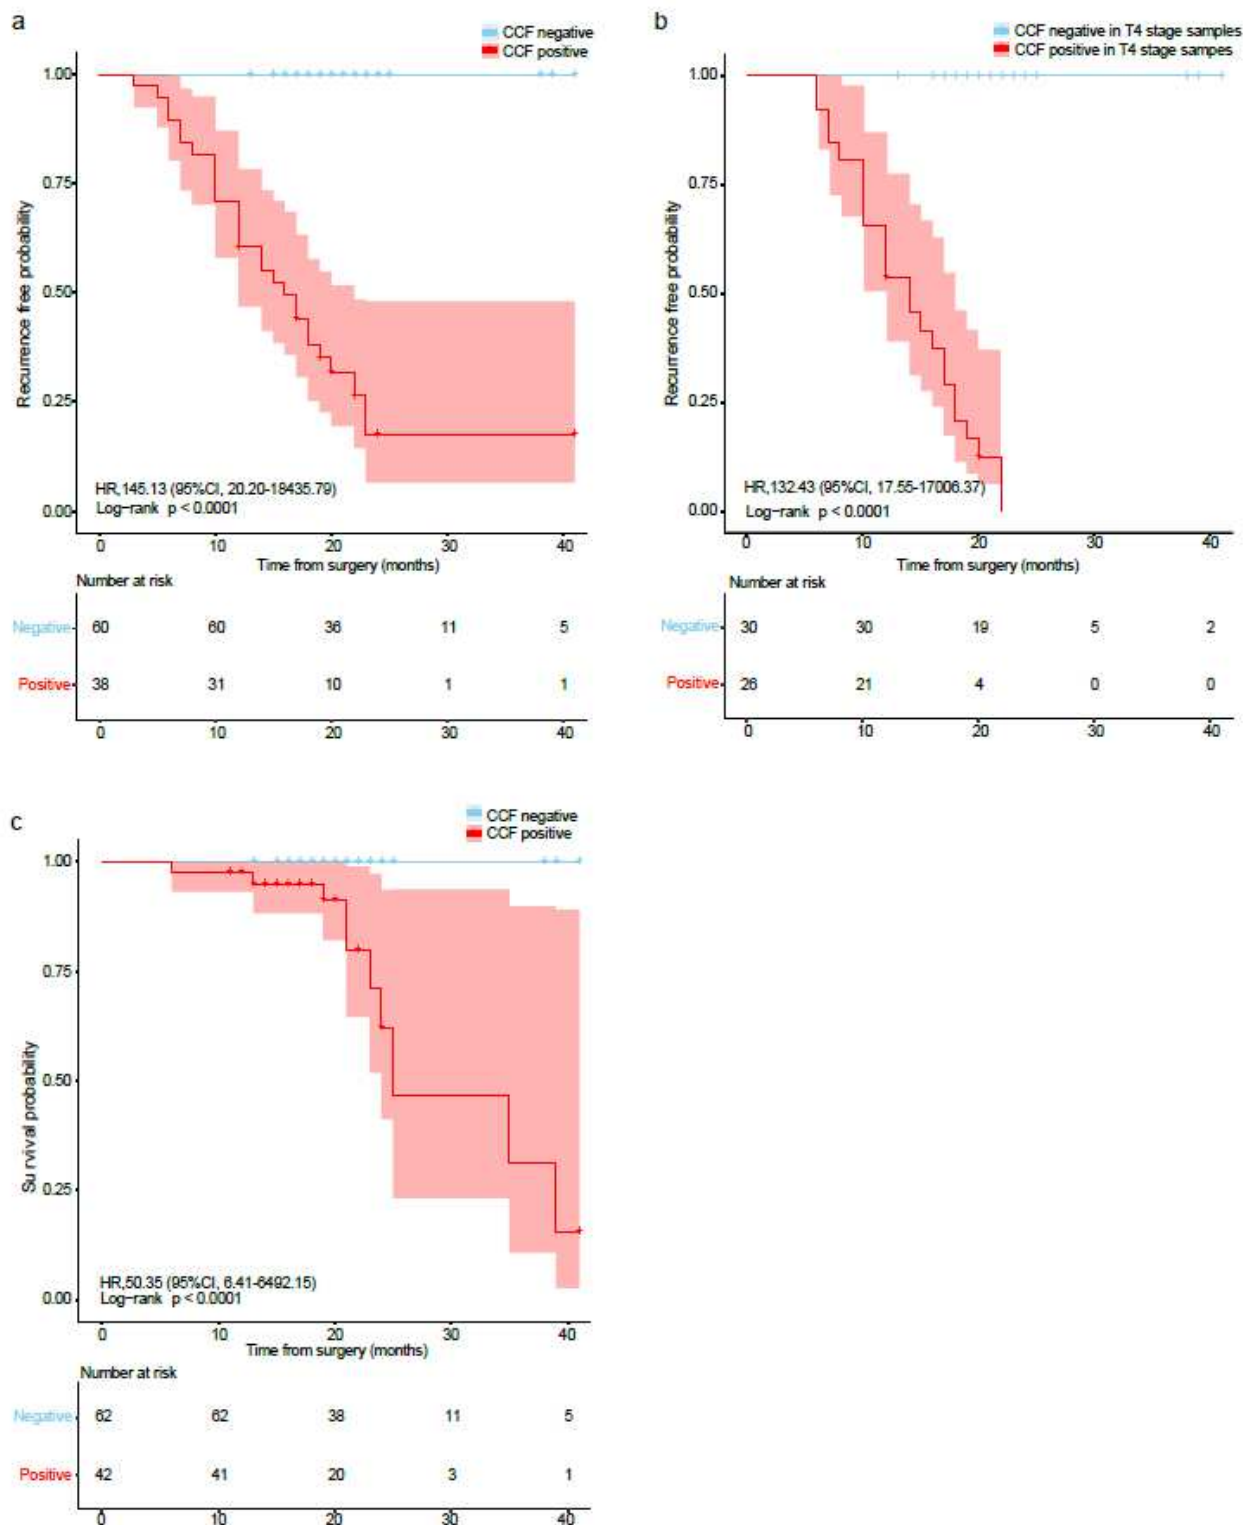 a
CCF negative
CCF positive
1.00
0.75
0.50
0.25
0.00
Recurrence free probability
HR,145.13 (95%CI, 20.20-18435.79)
Log-rank p < 0.0001
0 10 20 30 40
Time from surgery (months)
Number at risk
Negative 60 60 36 11 5
Positive 38 31 10 1 1
0 10 20 30 40
b
CCF negative in T4 stage samples
CCF positive in T4 stage sampes
1.00
0.75
0.50
0.25
0.00
Recurrence free probability
HR,132.43 (95%CI, 17.55-17006.37)
Log-rank p < 0.0001
0 10 20 30 40
Time from surgery (months)
Number at risk
Negative 30 30 19 5 2
Positive 26 21 4 0 0
0 10 20 30 40
c
CCF negative
CCF positive
1.00
0.75
0.50
0.25
0.00
Su rvival probability
HR,50.35 (95%CI, 6.41-6492.15)
Log-rank p < 0.0001
0 10 20 30 40
Time from surgery (months)
Number at risk
Negative 62 62 38 11 5
Positive 42 41 20 3 1
0 10 20 30 40